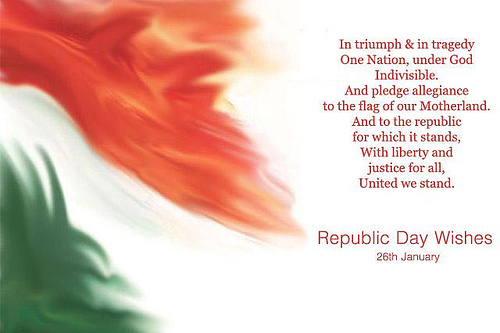 In triumph & in tragedy
One Nation, under God
Indivisible.
And pledge allegiance
to the flag of our Motherland.
And to the republic
for which it stands,
With liberty and
justice for all,
United we stand.
Republic Day Wishes
26th January